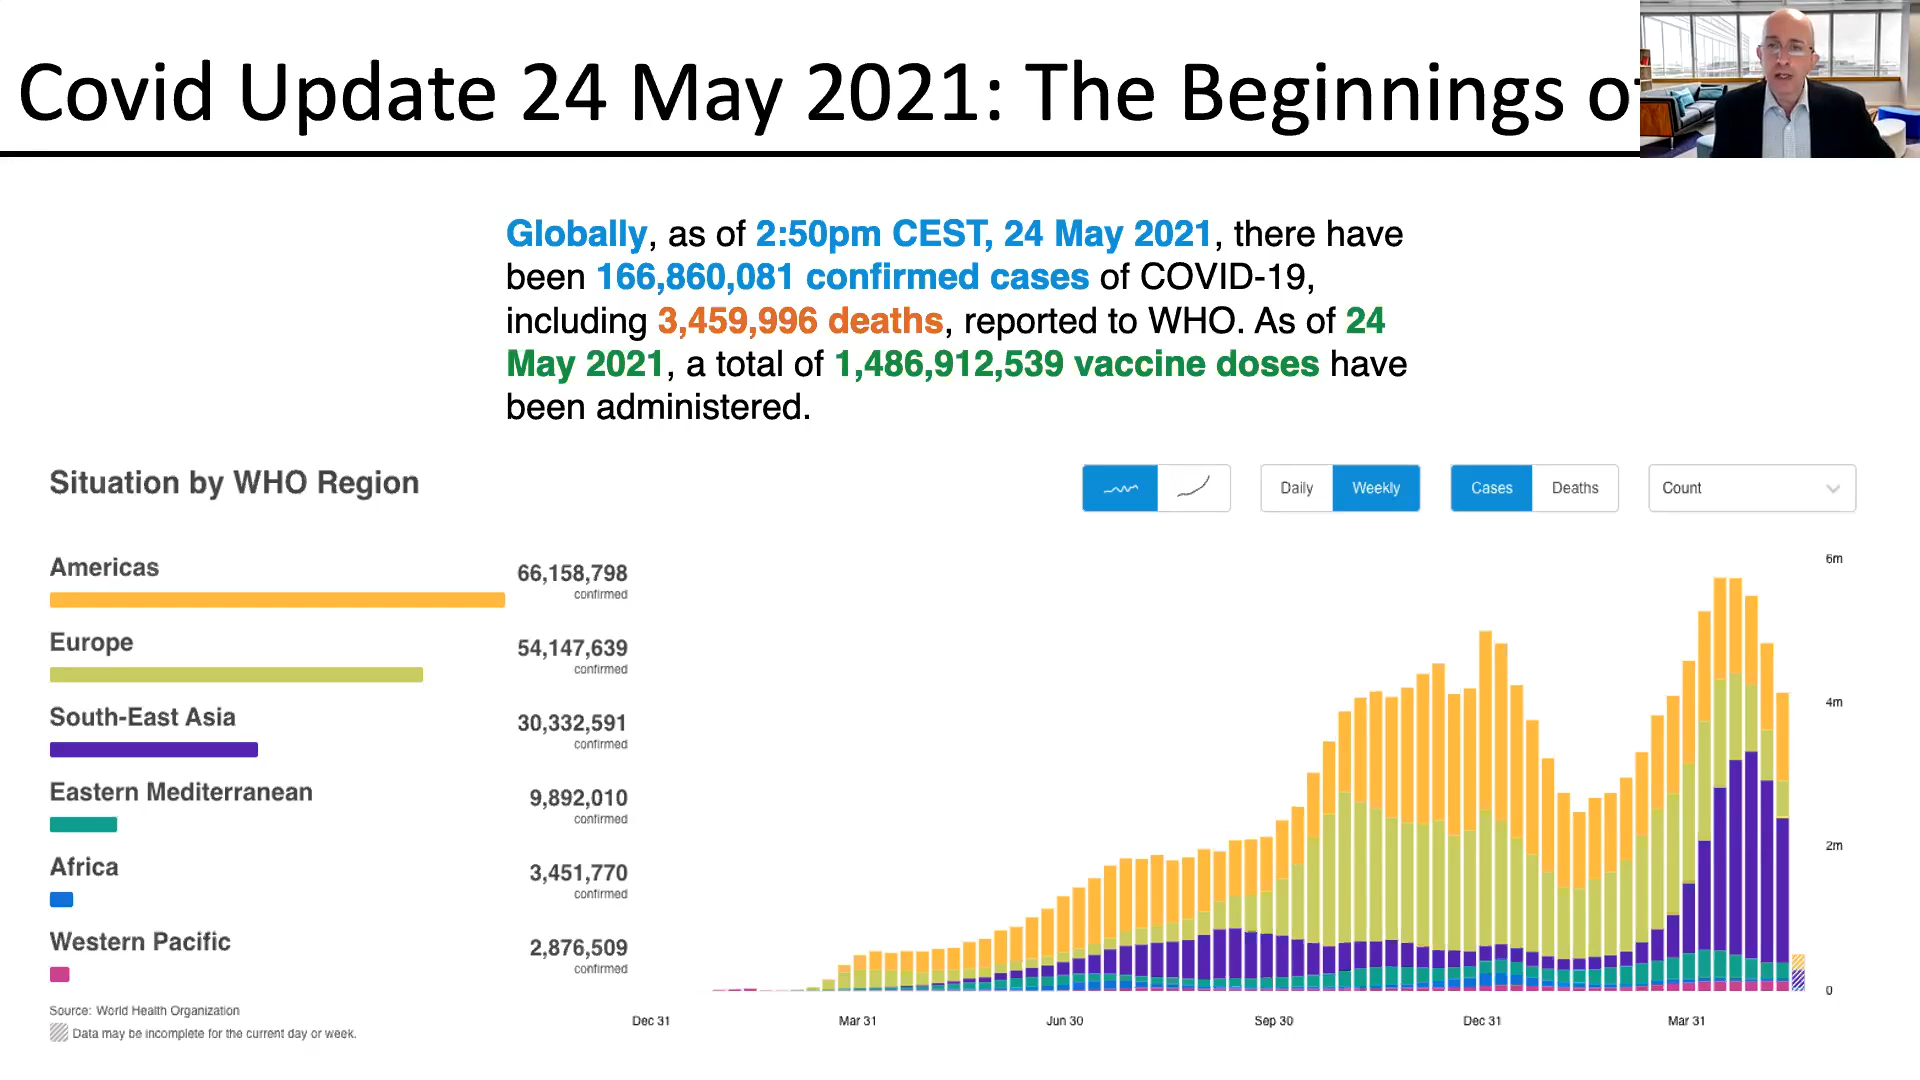 Covid Update 24 May 2021: The Beginnings of
Globally, as of 2:50pm CEST, 24 May 2021, there have
been 166,860,081 confirmed cases of COVID-19,
including 3,459,996 deaths, reported to WHO. As of 24
May 2021, a total of 1,486,912,539 vaccine doses have
been administered.
Situation by WHO Region
Daily
Weekly
Cases
Deaths
Count
Americas
66,158,798
confirmed
Europe
54,147,639
confirmed
South-East Asia
30,332,591
confirmed
Eastern Mediterranean
9,892,010
confirmed
Africa
3,451,770
confirmed
Western Pacific
2,876,509
confirmed
6m
4m
2m
0
Dec 31
Mar 31
Jun 30
Sep 30
Dec 31
Mar 31
Source: World Health Organization
Data may be incomplete for the current day or week.